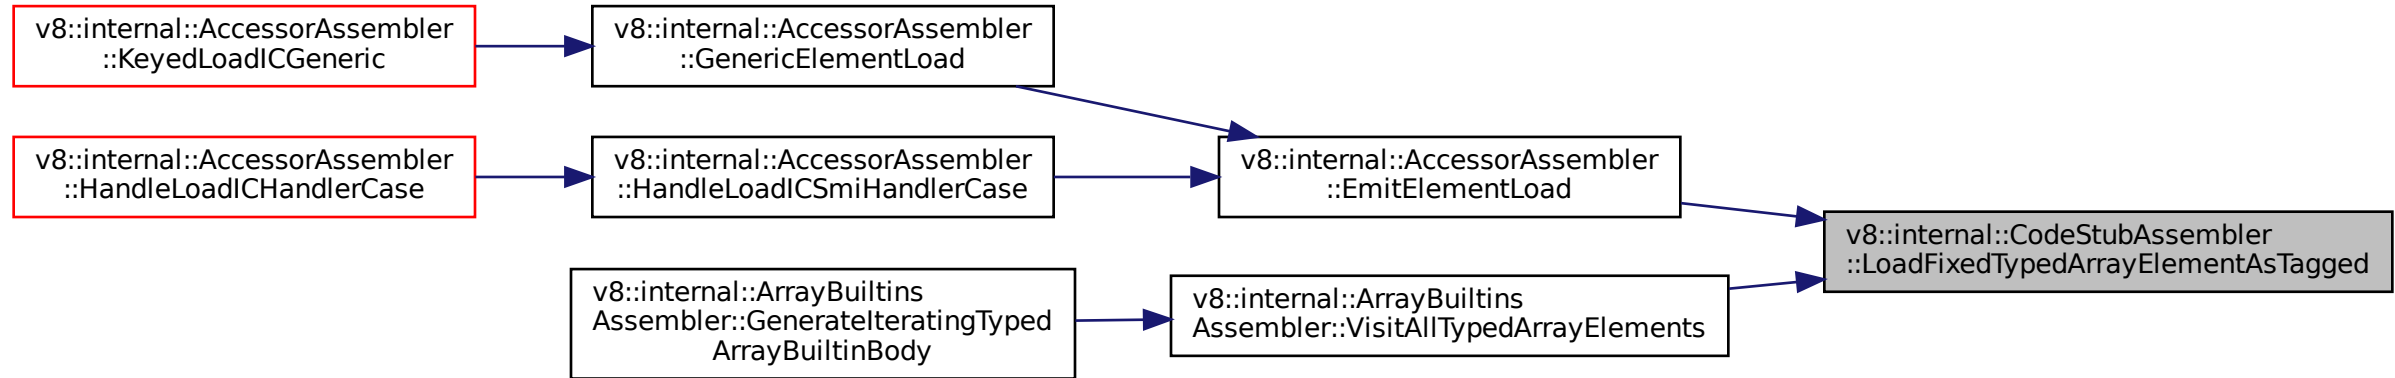 v8::internal::AccessorAssembler
::KeyedLoadICGeneric
v8::internal::AccessorAssembler
::GenericElementLoad
v8::internal::AccessorAssembler
::HandleLoadICHandlerCase
v8::internal::AccessorAssembler
::HandleLoadICSmiHandlerCase
v8::internal::AccessorAssembler
::EmitElementLoad
v8::internal::CodeStubAssembler
::LoadFixedTypedArrayElementAsTagged
v8::internal::ArrayBuiltins
Assembler::GenerateIteratingTyped
ArrayBuiltinBody
v8::internal::ArrayBuiltins
Assembler::VisitAllTypedArrayElements